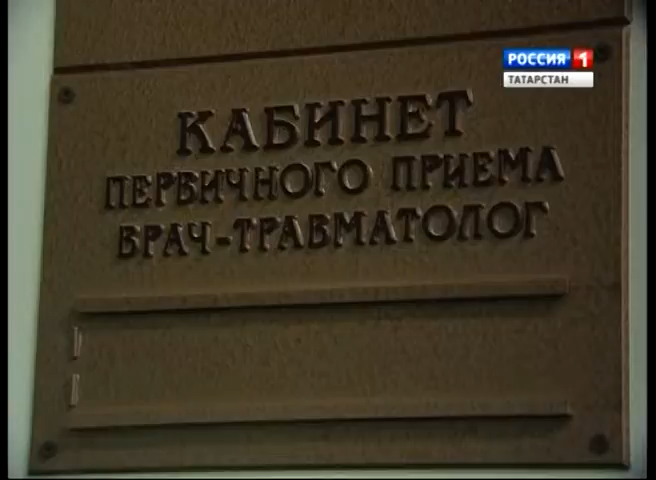 РОССИЯ 1
ТАТАРСТАН
КАБИНЕТ
ПЕРВИЧНОГО ПРИЕМА
ВРАЧ-ТРАВМАТОЛОГ